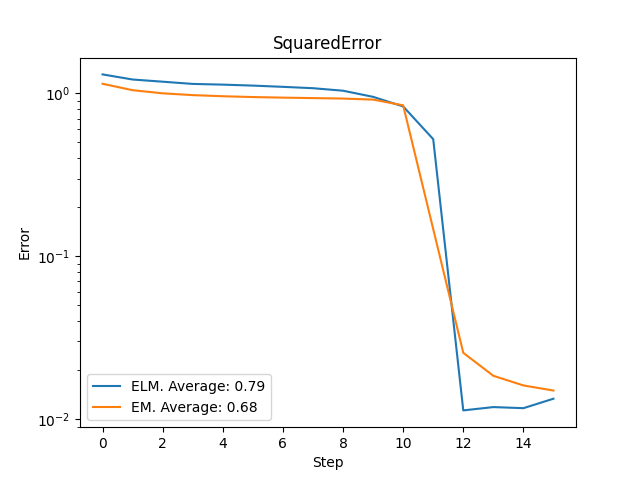 SquaredError
10⁰
10⁻¹
10⁻²
Error
ELM. Average: 0.79
EM. Average: 0.68
0 2 4 6 8 10 12 14
Step